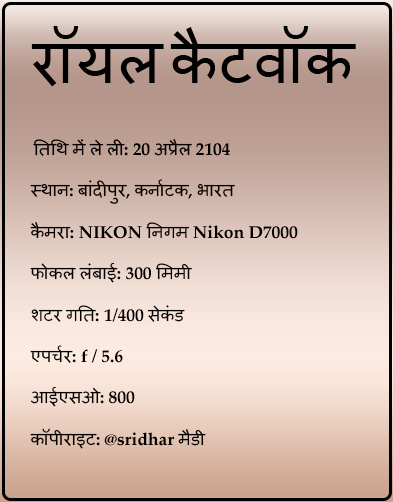 रॉयल कैटवॉक
तिथि में ले ली: 20 अप्रैल 2104
स्थान: बांदीपुर, कर्नाटक, भारत
कैमरा: NIKON निगम Nikon D7000
फोकल लंबाई: 300 मिमी
शटर गति: 1/400 सेकंड
एपर्चर: f / 5.6
आईएसओ: 800
कॉपीराइट: @sridhar मैडी